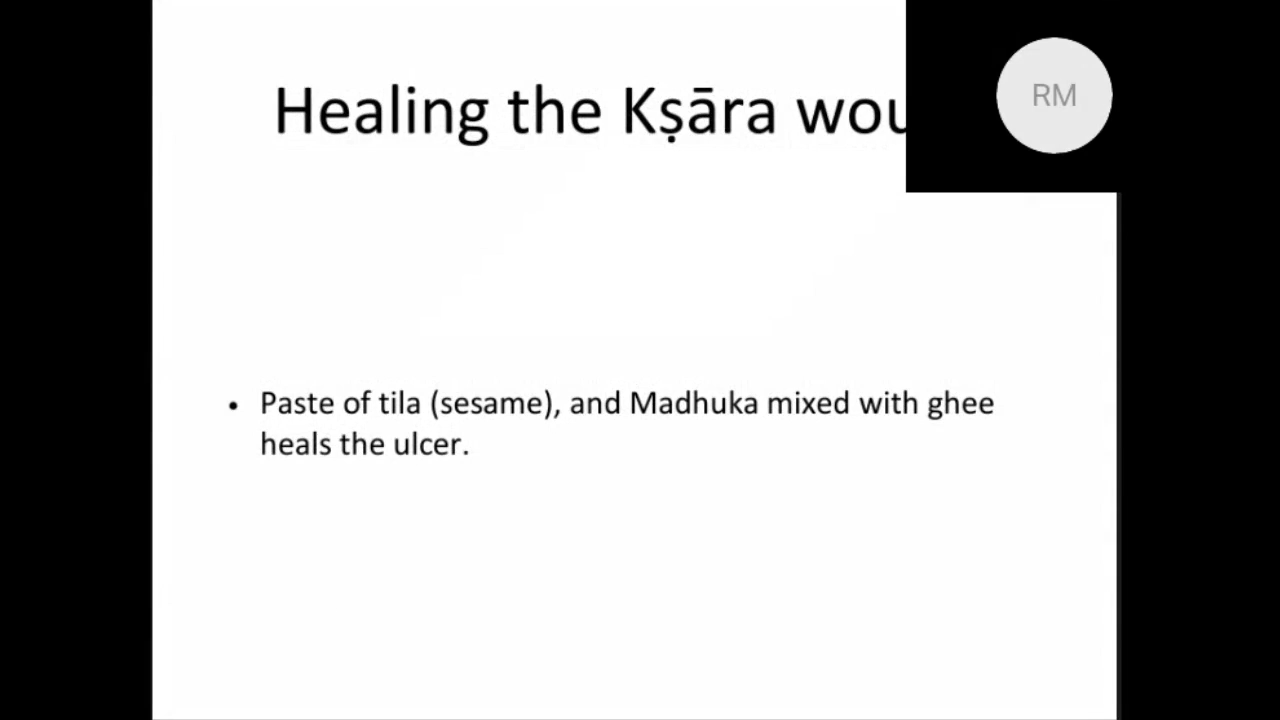 Healing the Kṣāra wou
RM
Paste of tila (sesame), and Madhuka mixed with ghee
heals the ulcer.